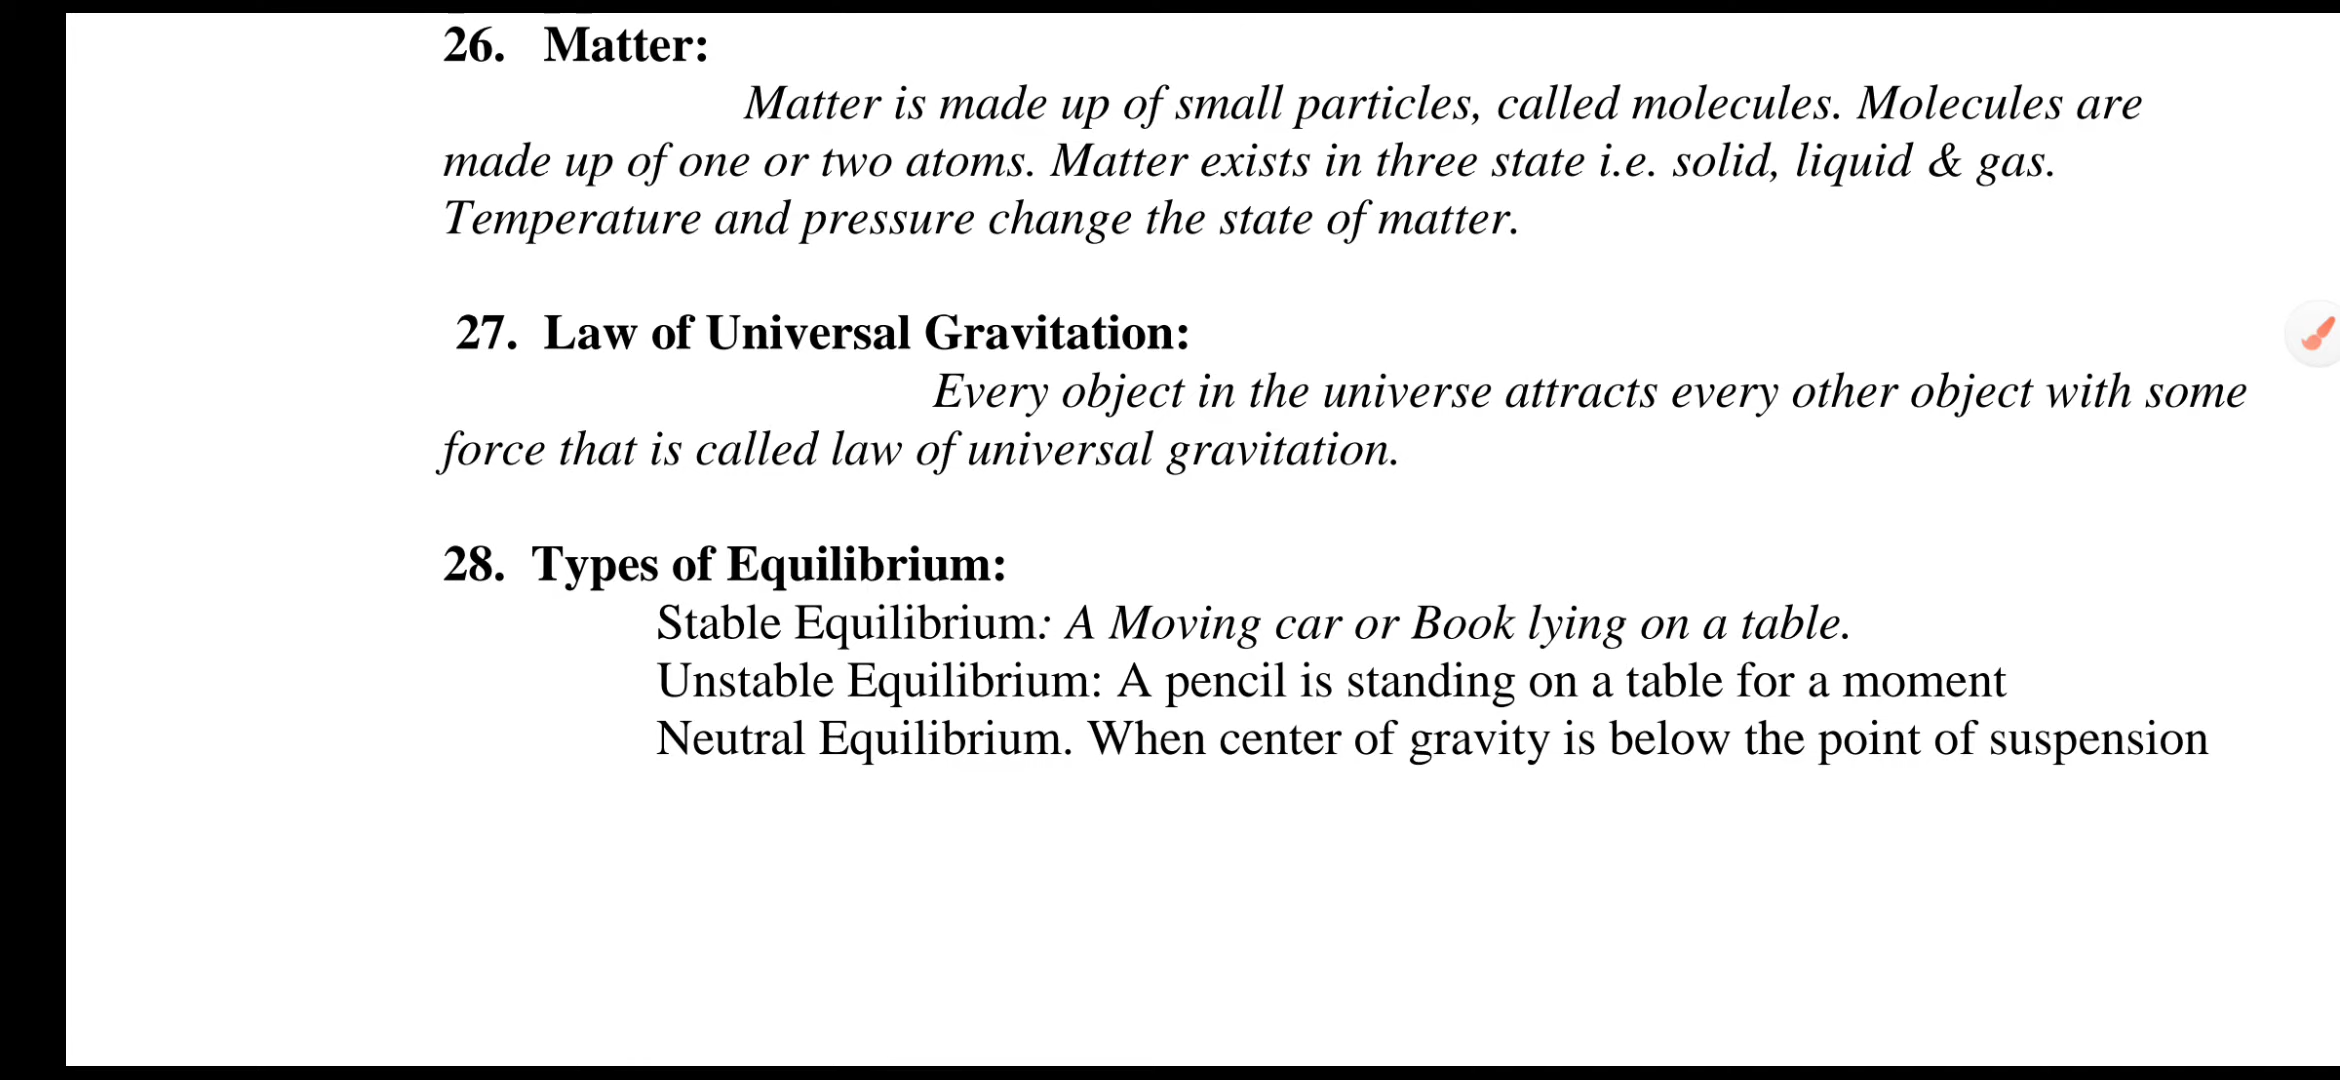 26. Matter:
Matter is made up of small particles, called molecules. Molecules are
made up of one or two atoms. Matter exists in three state i.e. solid, liquid & gas.
Temperature and pressure change the state of matter.
27. Law of Universal Gravitation:
Every object in the universe attracts every other object with some
force that is called law of universal gravitation.
28. Types of Equilibrium:
Stable Equilibrium: A Moving car or Book lying on a table.
Unstable Equilibrium: A pencil is standing on a table for a moment
Neutral Equilibrium. When center of gravity is below the point of suspension